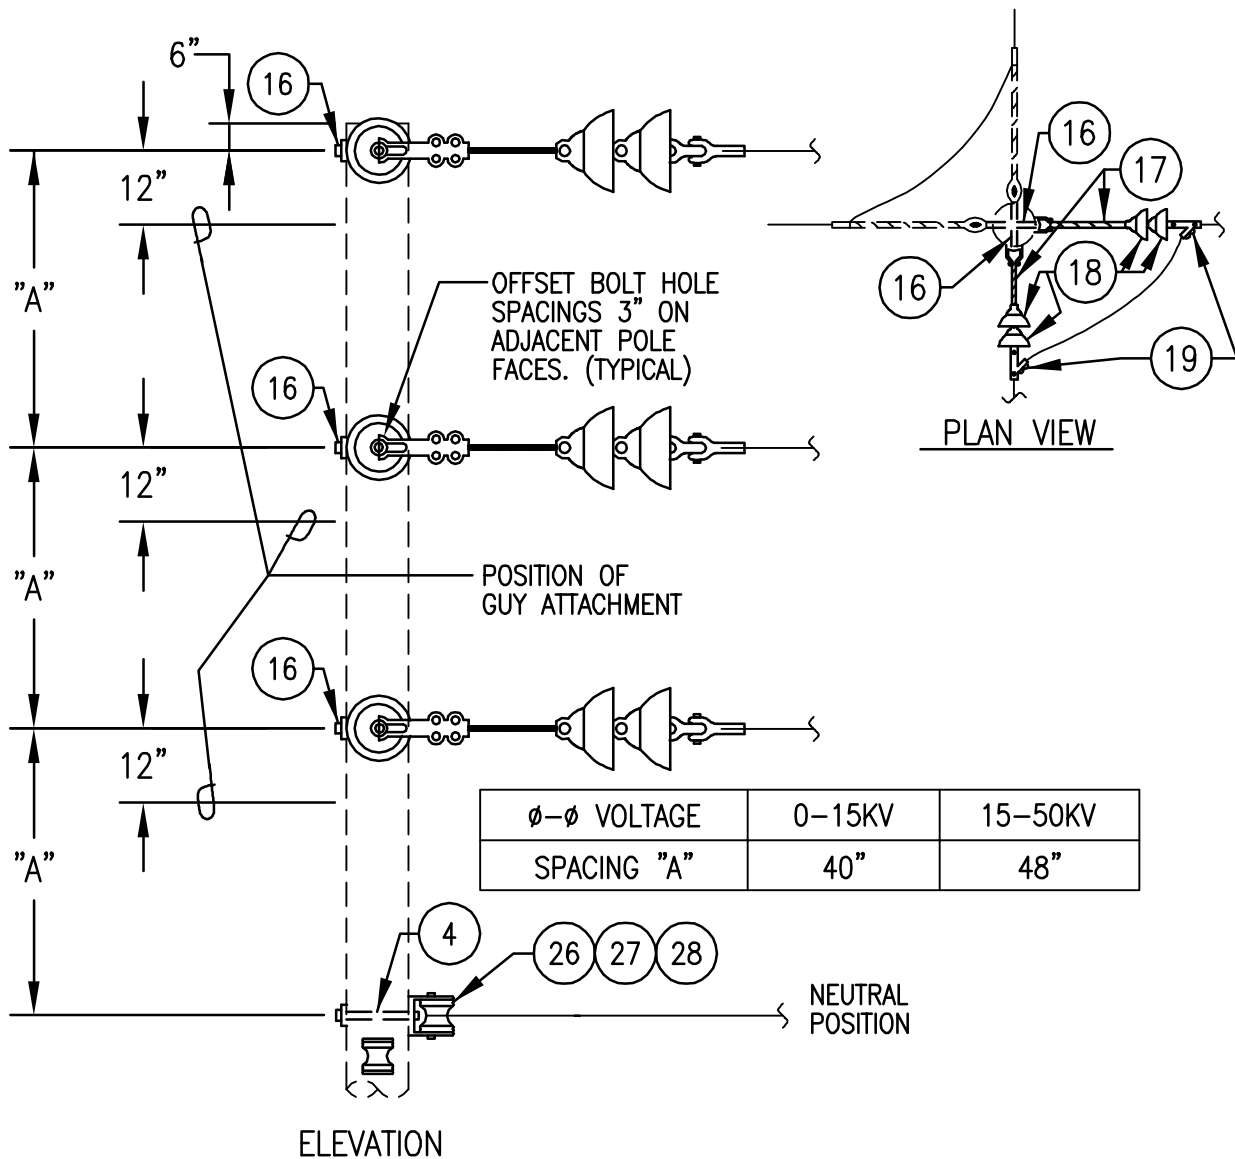 6”
16
12”
”A”
OFFSET BOLT HOLE
SPACINGS 3” ON
ADJACENT POLE
FACES. (TYPICAL)
16
12”
”A”
POSITION OF
GUY ATTACHMENT
16
12”
”A”
16
17
18
16
19
PLAN VIEW
ø–ø VOLTAGE 0–15KV 15–50KV
SPACING ”A” 40” 48”
4
26 27 28
NEUTRAL
POSITION
ELEVATION